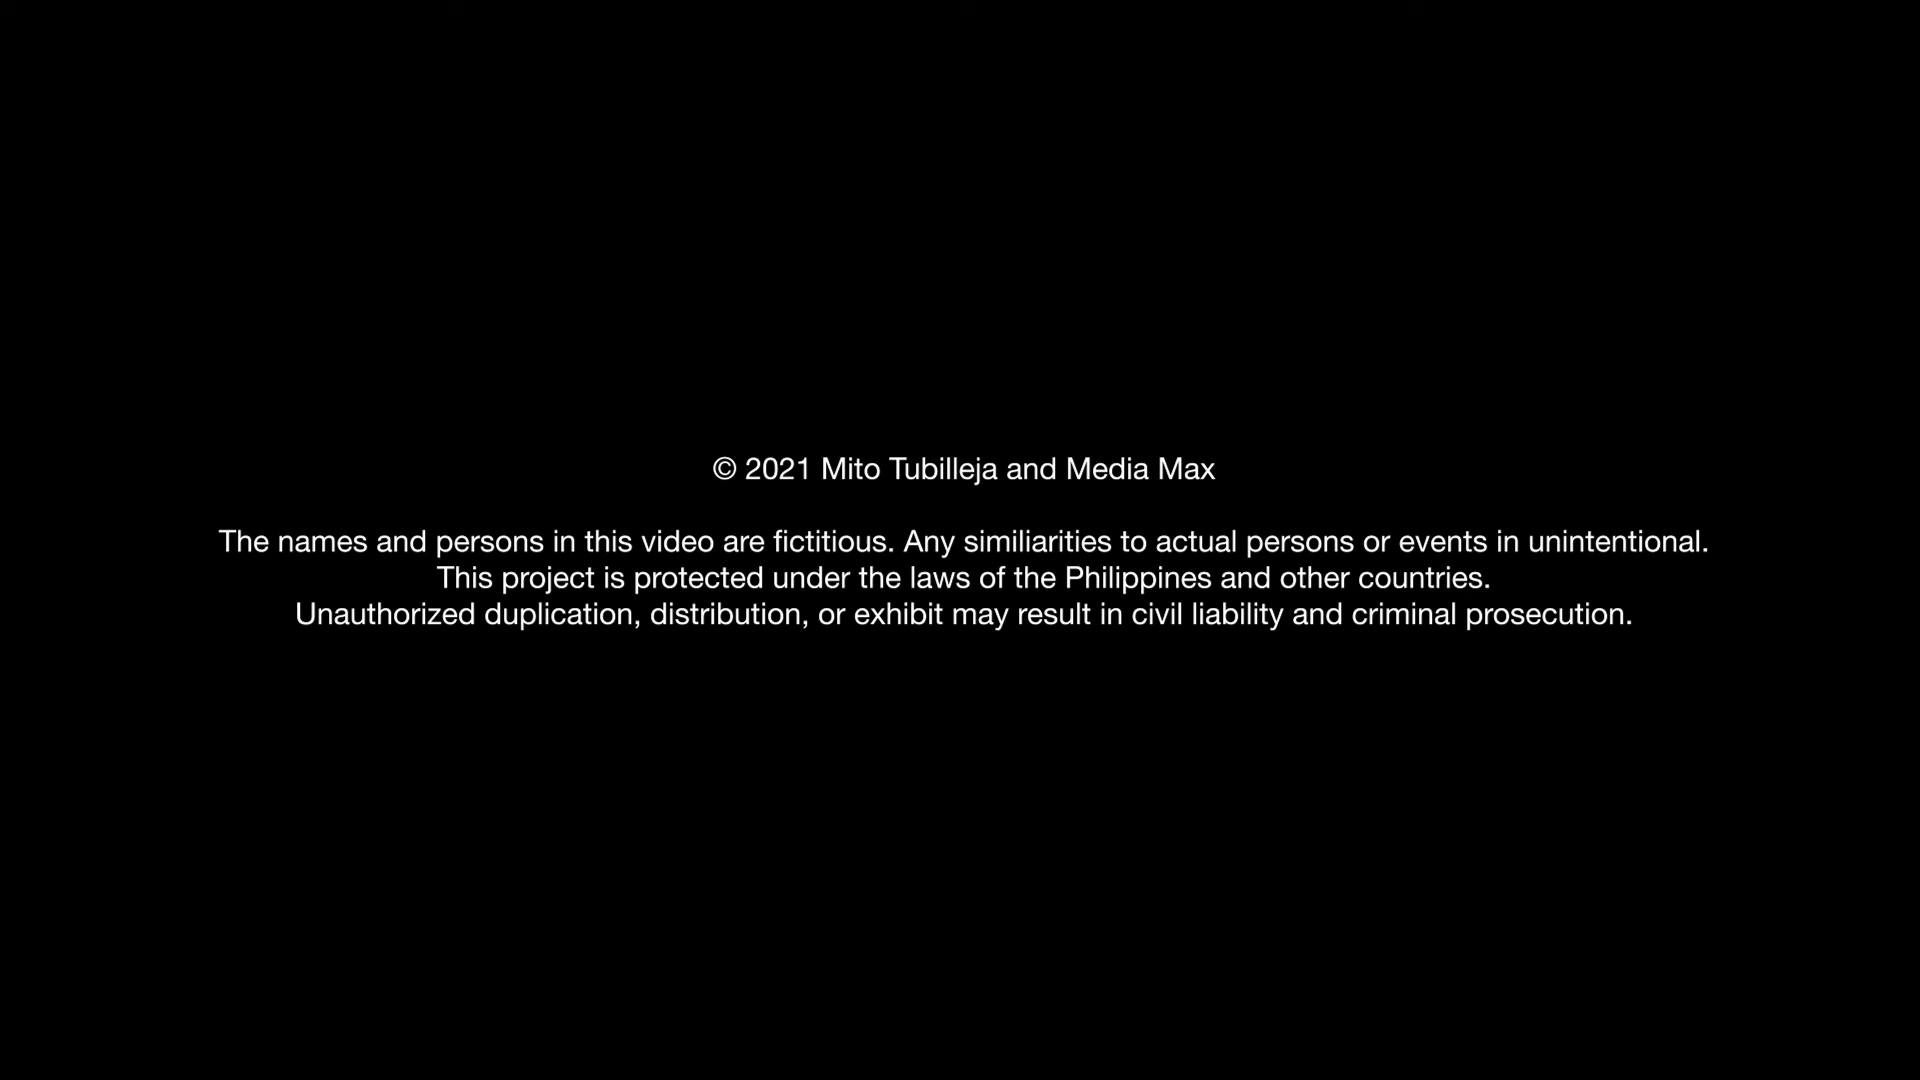 © 2021 Mito Tubilleja and Media Max
The names and persons in this video are fictitious. Any similiarities to actual persons or events in unintentional.
This project is protected under the laws of the Philippines and other countries.
Unauthorized duplication, distribution, or exhibit may result in civil liability and criminal prosecution.